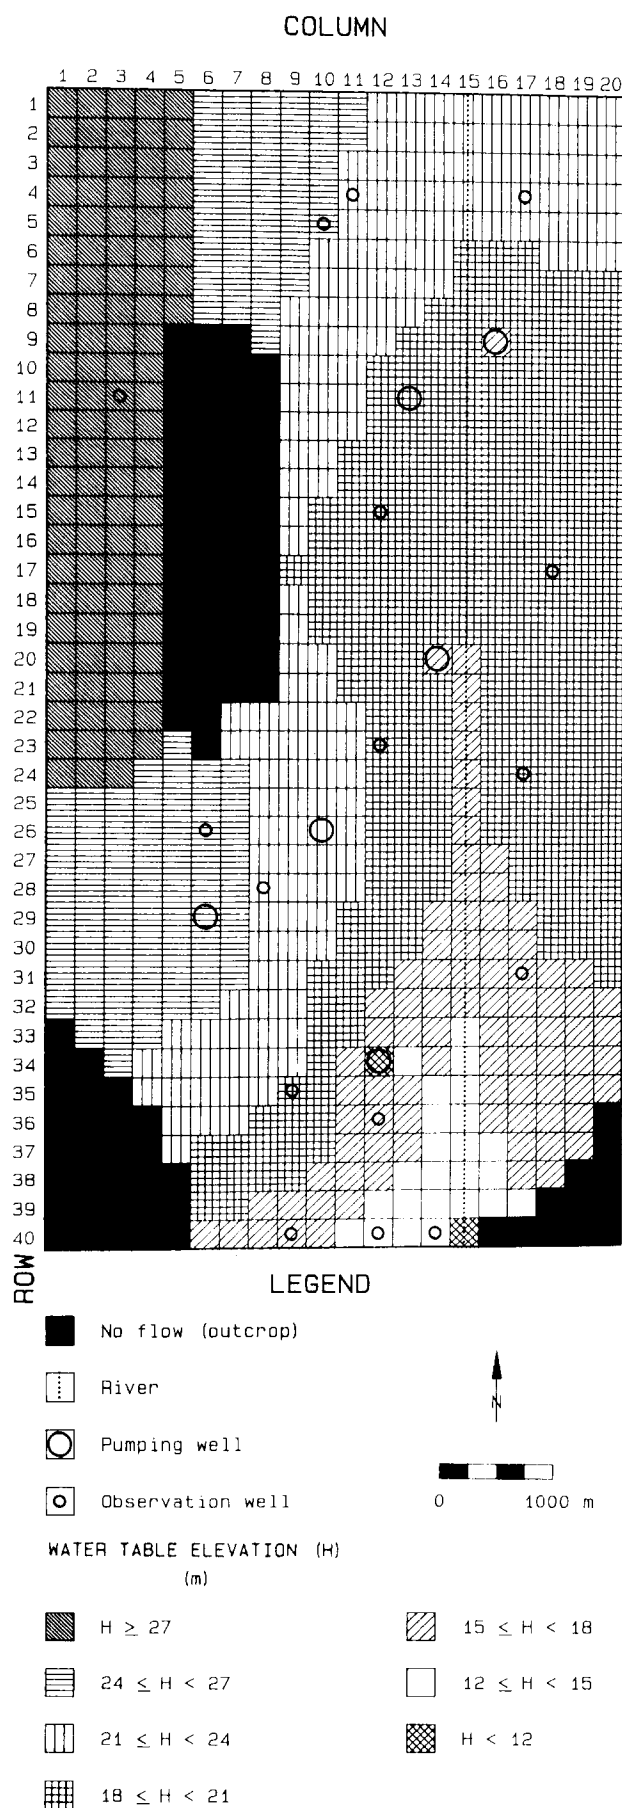 COLUMN
1 2 3 4 5 6 7 8 9 10 11 12 13 14 15 16 17 18 19 20
1
2
3
4
5
6
7
8
9
10
11
12
13
14
15
16
17
18
19
20
21
22
23
24
25
26
27
28
29
30
31
32
33
34
35
36
37
38
39
40
ROW
LEGEND
No flow (outcrop)
River
Pumping well
Observation well
N
0 1000 m
WATER TABLE ELEVATION (H)
(m)
H ≥ 27
24 ≤ H < 27
21 ≤ H < 24
18 ≤ H < 21
15 ≤ H < 18
12 ≤ H < 15
H < 12